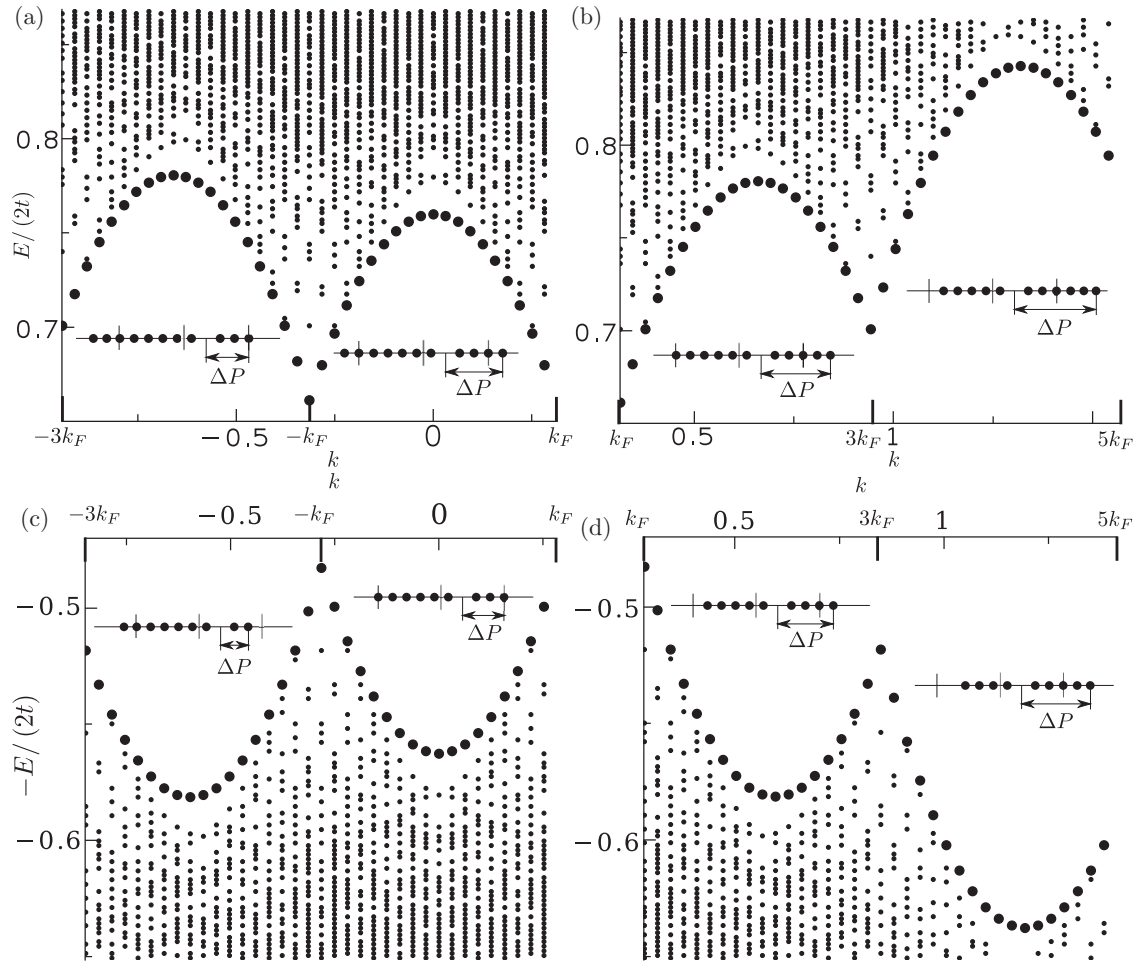 (a)
(b)
E/(2t)
0.8
0.7
ΔP
ΔP
−3k_F
−0.5
−k_F
0
k_F
k
k
0.8
0.7
ΔP
ΔP
k_F
0.5
3k_F
1
5k_F
k
k
(c)
−3k_F
−0.5
−k_F
0
k_F
(d)
k_F
0.5
3k_F
1
5k_F
−E/(2t)
−0.5
−0.6
ΔP
ΔP
−0.5
−0.6
ΔP
ΔP